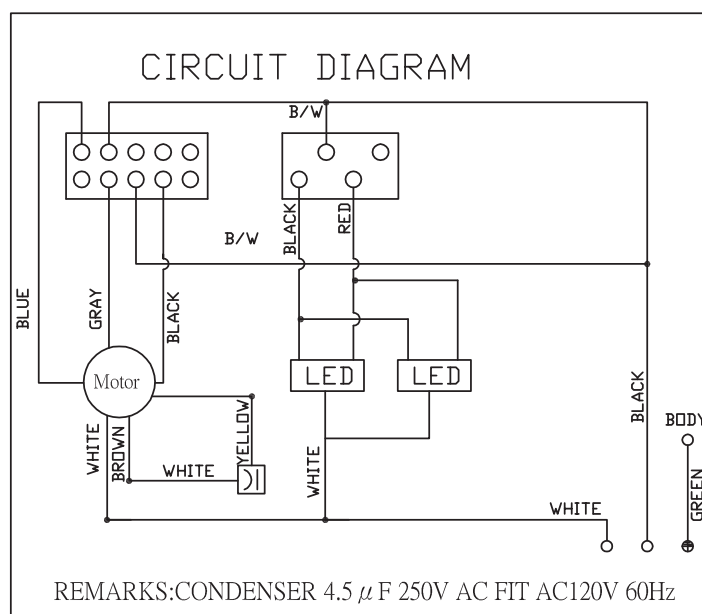 CIRCUIT DIAGRAM
B/W
BLACK
RED
B/W
BLUE
GRAY
BLACK
LED
LED
Motor
BLACK
BODY
WHITE
BROWN
YELLOW
WHITE
WHITE
GREEN
WHITE
REMARKS:CONDENSER 4.5 μ F 250V AC FIT AC120V 60Hz